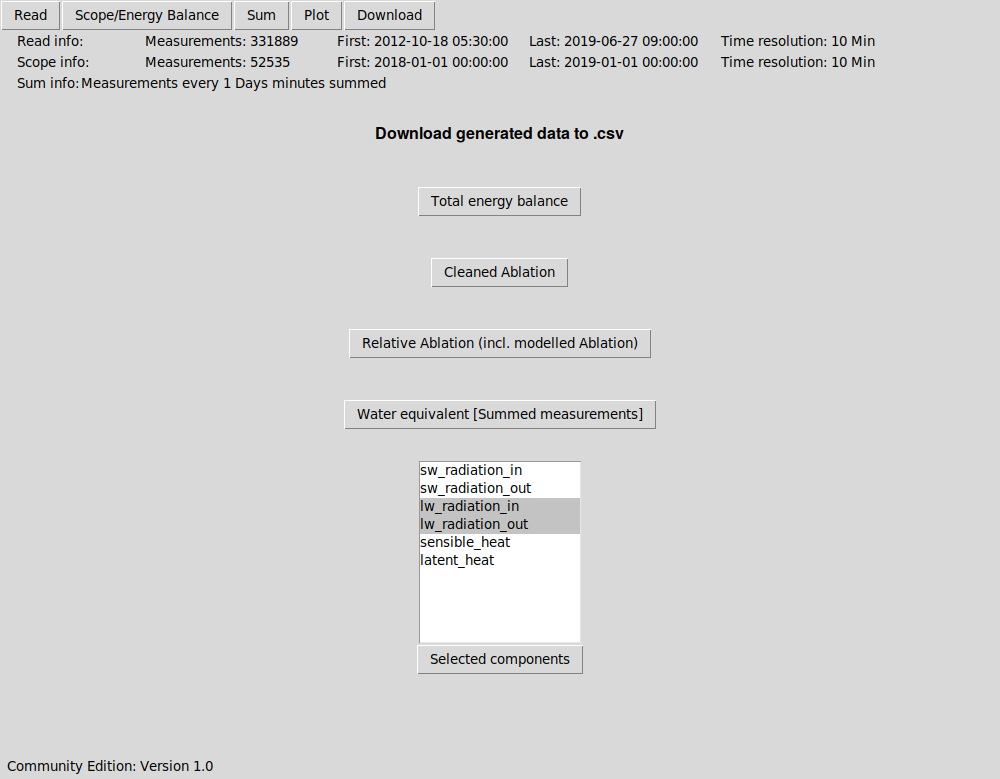 Read Scope/Energy Balance Sum Plot Download
Read info: Measurements: 331889 First: 2012-10-18 05:30:00 Last: 2019-06-27 09:00:00 Time resolution: 10 Min
Scope info: Measurements: 52535 First: 2018-01-01 00:00:00 Last: 2019-01-01 00:00:00 Time resolution: 10 Min
Sum info: Measurements every 1 Days minutes summed
Download generated data to .csv
Total energy balance
Cleaned Ablation
Relative Ablation (incl. modelled Ablation)
Water equivalent [Summed measurements]
sw_radiation_in
sw_radiation_out
lw_radiation_in
lw_radiation_out
sensible_heat
latent_heat
Selected components
Community Edition: Version 1.0